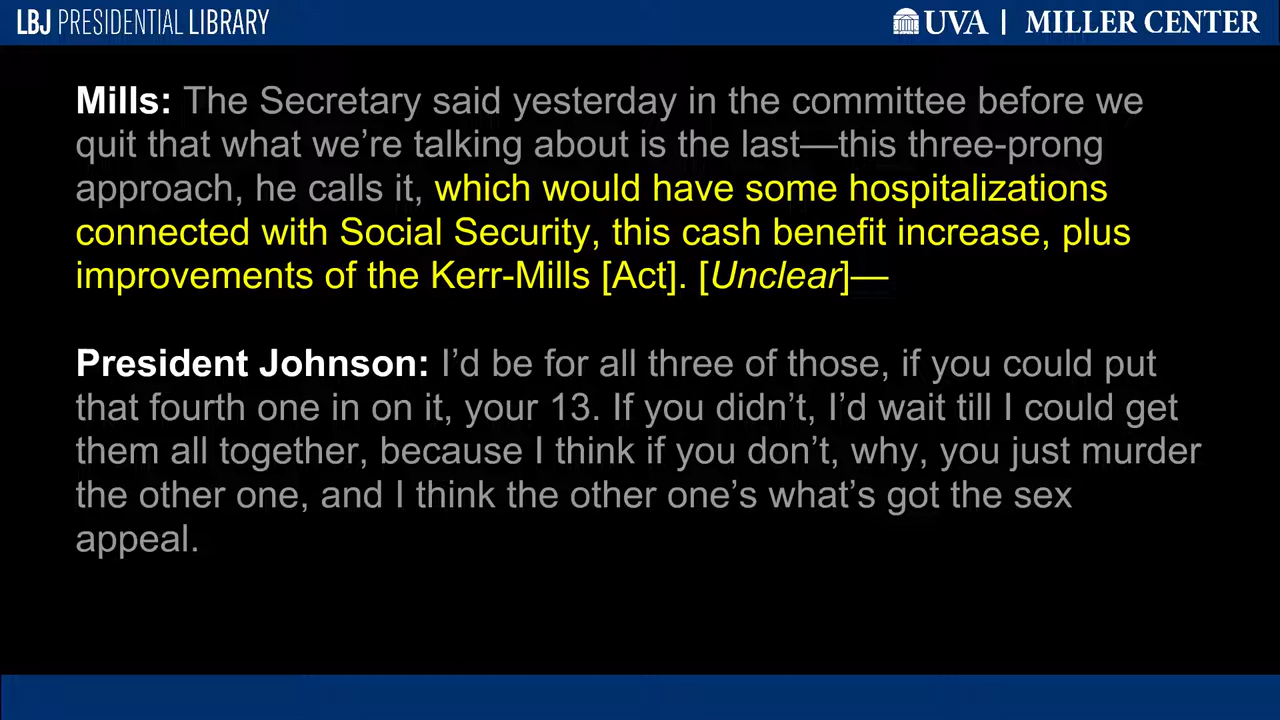 LBJ PRESIDENTIAL LIBRARY
UVA | MILLER CENTER
Mills: The Secretary said yesterday in the committee before we
quit that what we’re talking about is the last—this three-prong
approach, he calls it, which would have some hospitalizations
connected with Social Security, this cash benefit increase, plus
improvements of the Kerr-Mills [Act]. [Unclear]—
President Johnson: I’d be for all three of those, if you could put
that fourth one in on it, your 13. If you didn’t, I’d wait till I could get
them all together, because I think if you don’t, why, you just murder
the other one, and I think the other one’s what’s got the sex
appeal.